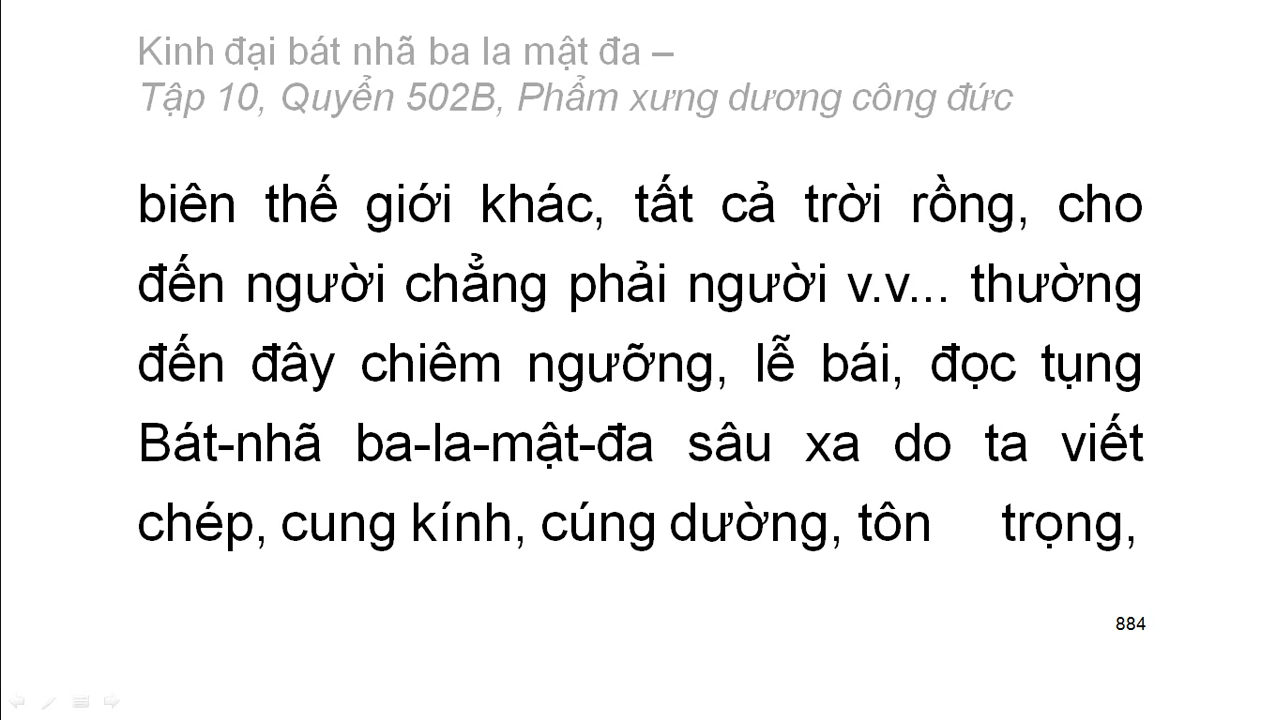 Kinh đại bát nhã ba la mật đa –
Tập 10, Quyển 502B, Phẩm xưng dương công đức
biên thế giới khác, tất cả trời rồng, cho
đến người chẳng phải người v.v... thường
đến đây chiêm ngưỡng, lễ bái, đọc tụng
Bát-nhã ba-la-mật-đa sâu xa do ta viết
chép, cung kính, cúng dường, tôn trọng,
884